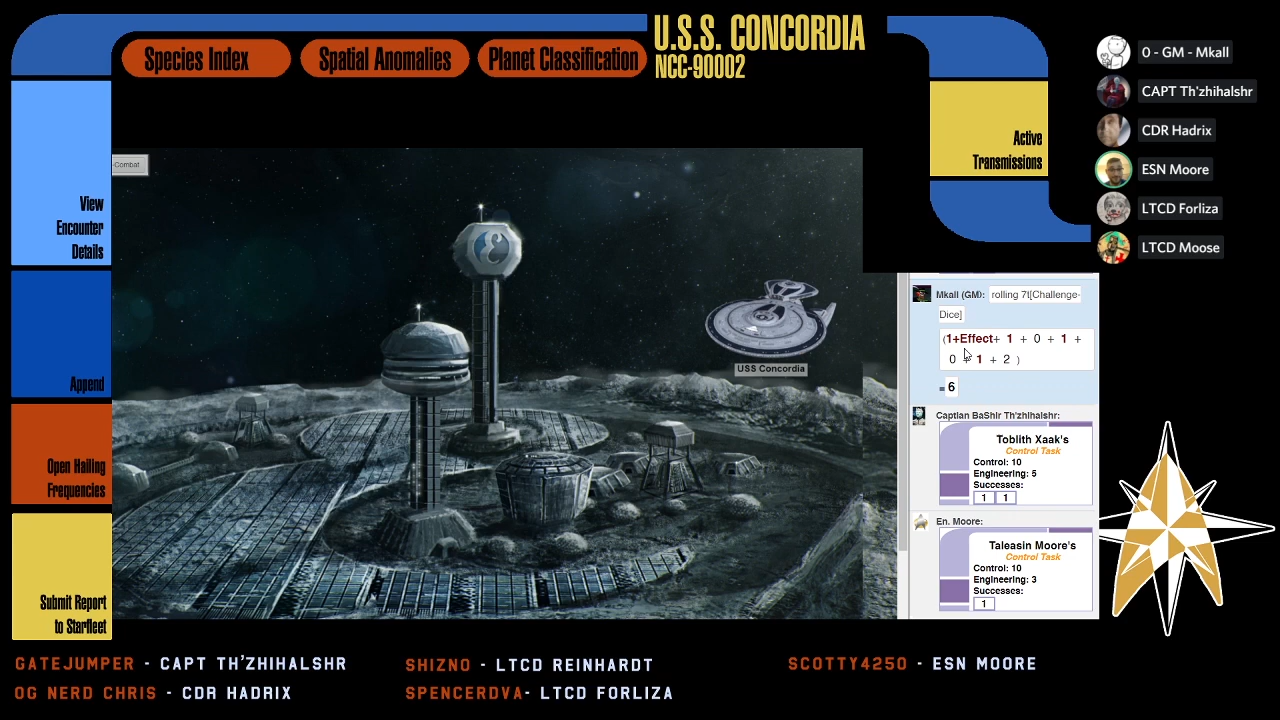 Species Index
Spatial Anomalies
Planet Classification
U.S.S. CONCORDIA
NCC-90002
View
Encounter
Details
Append
Open Hailing
Frequencies
Submit Report
to Starfleet
Active
Transmissions
0 - GM - Mkall
CAPT Th'zhihalshr
CDR Hadrix
ESN Moore
LTCD Forliza
LTCD Moose
-Combat
USS Concordia
Mkall (GM): rolling 7t[Challenge-
Dice]
(1+Effect+ 1 + 0 + 1 +
0 + 1 + 2 )
=6
Captian BaShir Th'zhihalshr:
Toblith Xaak's
Control Task
Control: 10
Engineering: 5
Successes:
1 1
En. Moore:
Taleasin Moore's
Control Task
Control: 10
Engineering: 3
Successes:
1
GATEJUMPER - CAPT TH'ZHIHALSHR
SHIZNO - LTCD REINHARDT
SCOTTY4250 - ESN MOORE
OG NERD CHRIS - CDR HADRIX
SPENCERDVA- LTCD FORLIZA